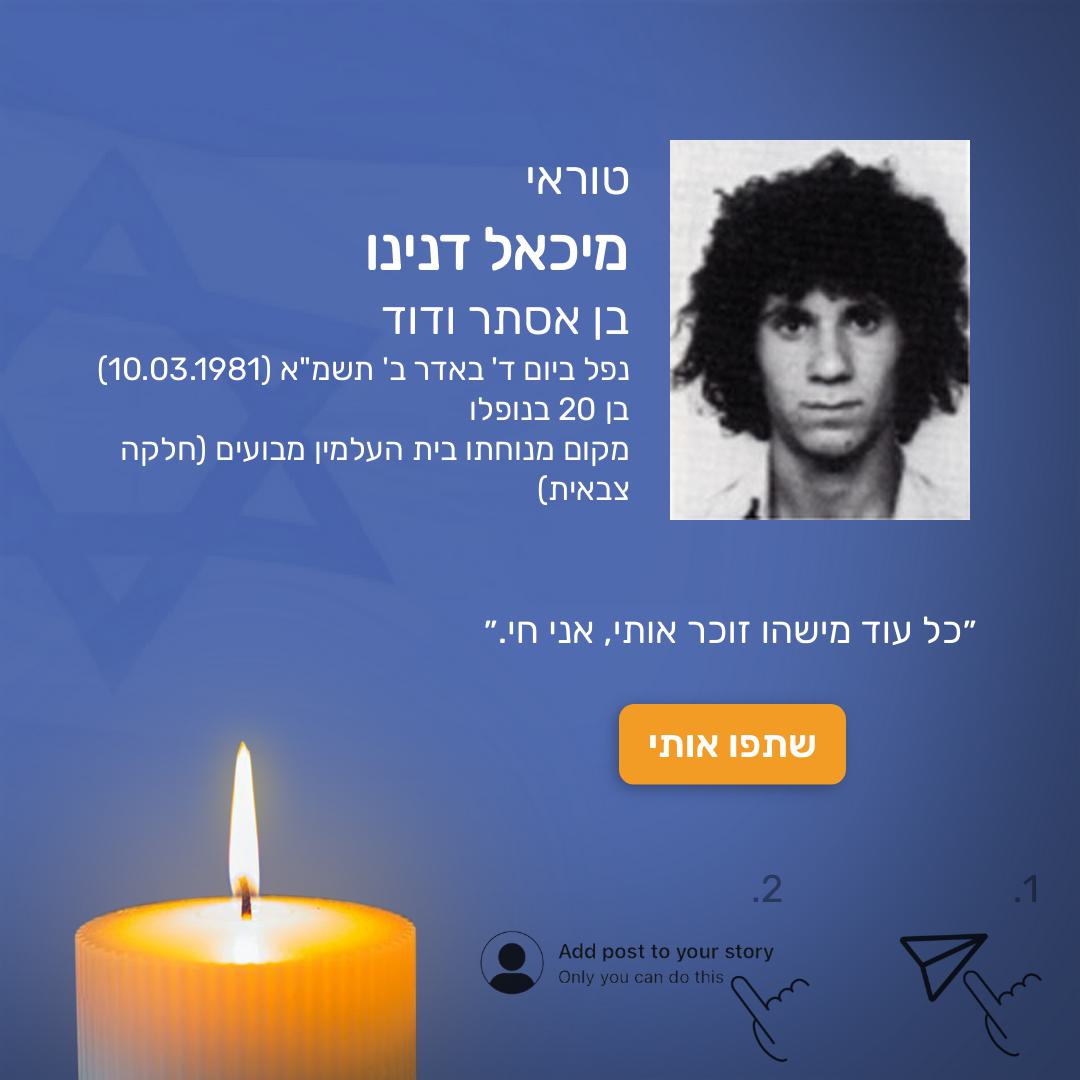 טוראי
מיכאל דנינו
בן אסתר ודוד
נפל ביום ד' באדר ב' תשמ"א (10.03.1981)
בן 20 בנופלו
מקום מנוחתו בית העלמין מבועים (חלקה
צבאית)
״כל עוד מישהו זוכר אותי, אני חי.״
שתפו אותי
.1
.2
Add post to your story
Only you can do this